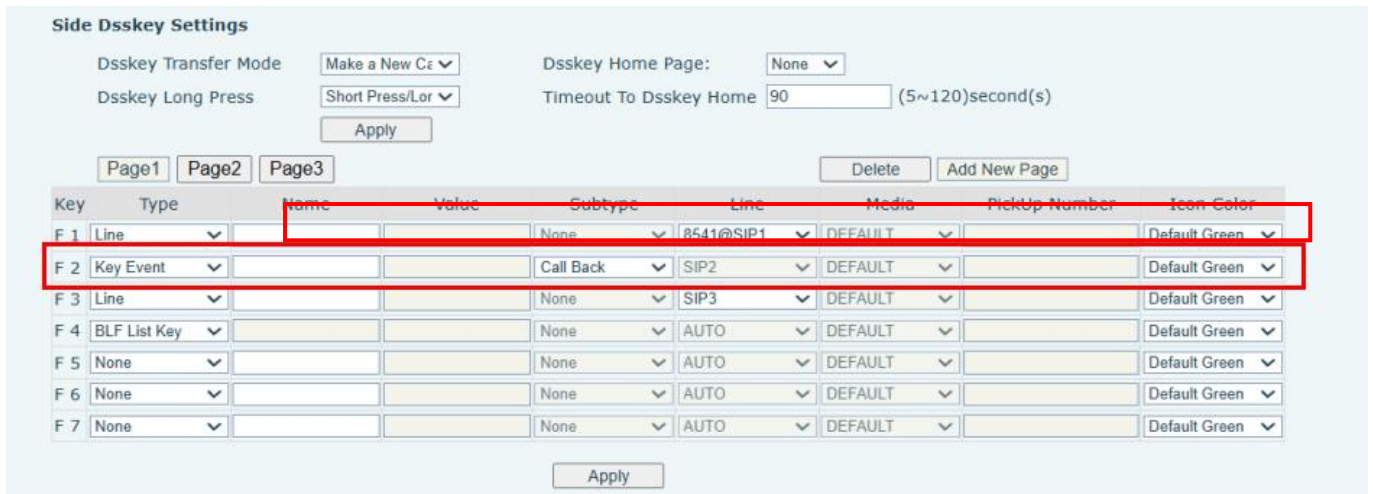 Side Dsskey Settings
Dsskey Transfer Mode Make a New Ca Dsskey Home Page: None
Dsskey Long Press Short Press/Lor Timeout To Dsskey Home 90 (5~120)second(s)
Apply
Page1 Page2 Page3 Delete Add New Page
Key Type Name Value Subtype Line Media PickUp Number Icon Color
F 1 Line None 8541@SIP1 DEFAULT Default Green
F 2 Key Event Call Back SIP2 DEFAULT Default Green
F 3 Line None SIP3 DEFAULT Default Green
F 4 BLF List Key None AUTO DEFAULT Default Green
F 5 None None AUTO DEFAULT Default Green
F 6 None None AUTO DEFAULT Default Green
F 7 None None AUTO DEFAULT Default Green
Apply